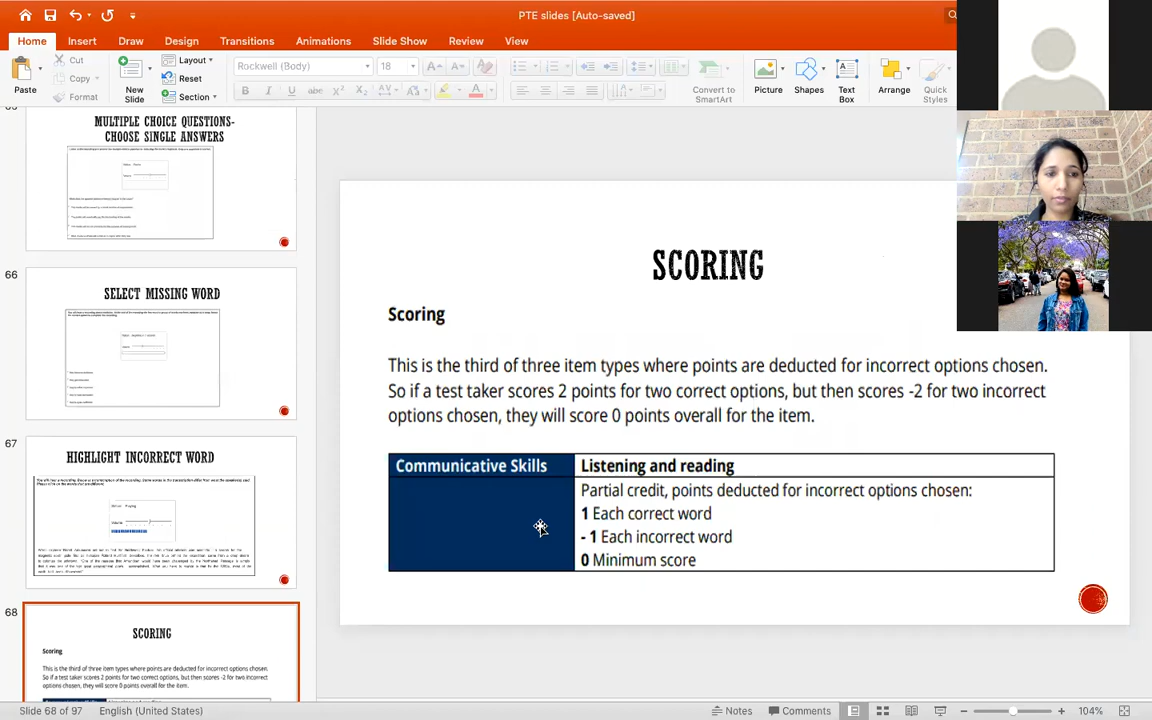 PTE slides [Auto-saved]
Home Insert Draw Design Transitions Animations Slide Show Review View
Paste
Cut
Copy
Format
New
Slide
Layout
Reset
Section
Rockwell (Body)
18
Convert to
SmartArt
Picture
Shapes
Text
Box
Arrange
Quick
Styles
MULTIPLE CHOICE QUESTIONS-
CHOOSE SINGLE ANSWERS
66
SELECT MISSING WORD
67
HIGHLIGHT INCORRECT WORD
68
SCORING
Scoring
This is the third of three item types where points are deducted for incorrect options chosen.
So if a test taker scores 2 points for two correct options, but then scores -2 for two incorrect
options chosen, they will score 0 points overall for the item.
SCORING
Scoring
This is the third of three item types where points are deducted for incorrect options chosen.
So if a test taker scores 2 points for two correct options, but then scores -2 for two incorrect
options chosen, they will score 0 points overall for the item.
Communicative Skills
Listening and reading
Partial credit, points deducted for incorrect options chosen:
1 Each correct word
- 1 Each incorrect word
0 Minimum score
Slide 68 of 97 English (United States)
Notes Comments
104%